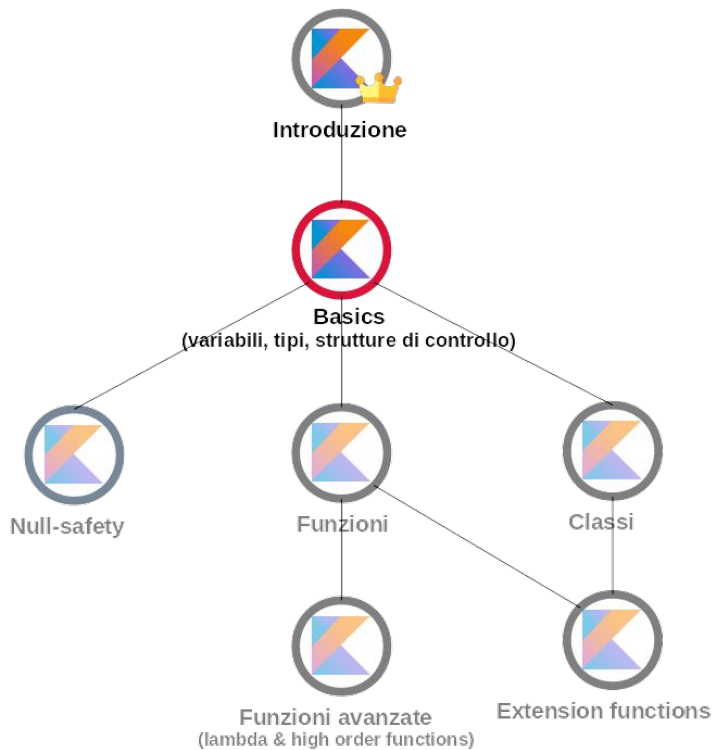 Introduzione
Basics
(variabili, tipi, strutture di controllo)
Null-safety
Funzioni
Classi
Funzioni avanzate
(lambda & high order functions)
Extension functions